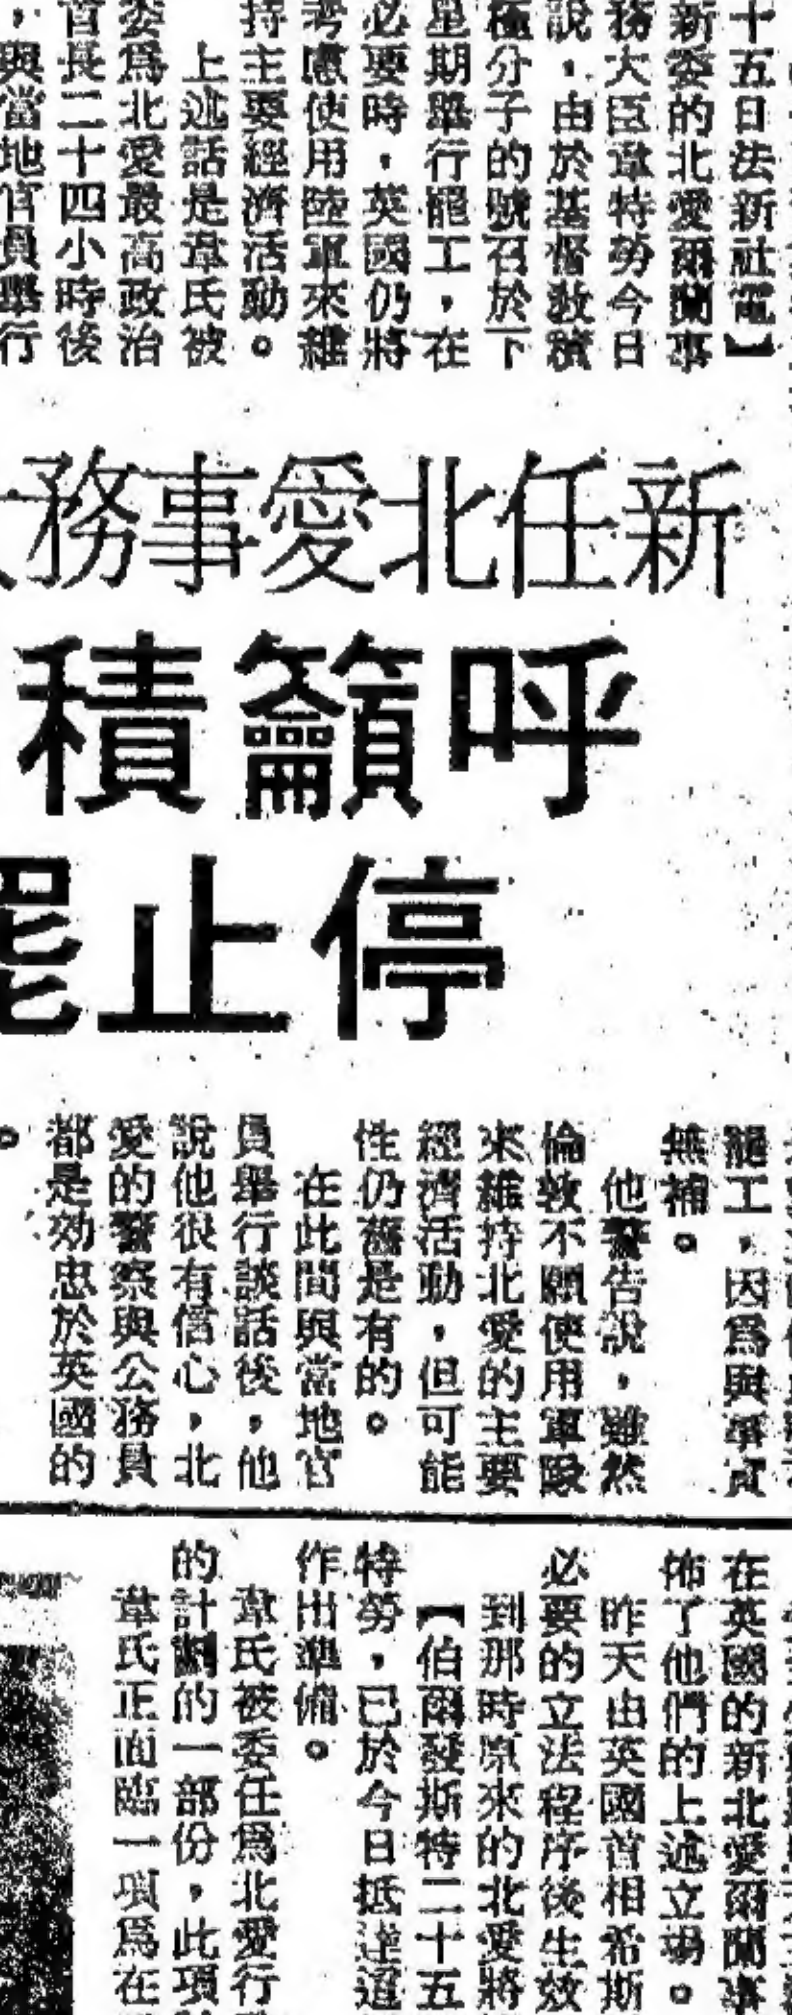 十五日法新社電】
新委的北愛爾蘭事
務大臣韋特勞今日
說，由於基督教積
極分子的號召於下
星期舉行罷工，在
必要時，英國仍將
考慮使用陸軍來維
持主要經濟活動。
上述話是韋氏被
委為北愛最高政治
首長二十四小時後
，與當地官員舉行
新任北愛事務
呼籲積
停止罷
罷工，因為與事實
無補。
他警告說，雖然
倫敦不願使用軍隊
來維持北愛的主要
經濟活動，但可能
性仍舊是有的。
在此間與當地官
員舉行談話後，他
說他很有信心，北
愛的警察與公務員
都是効忠於英國的
。
在英國的新北愛爾蘭事
佈了他們的上述立場。
昨天由英國首相希斯
必要的立法程序後生效
到那時原來的北愛將
【伯爾發斯特二十五
特勞，已於今日抵達這
作出準備。
韋氏被委任為北愛行
的計劃的一部份，此項
韋氏正面臨一項為在